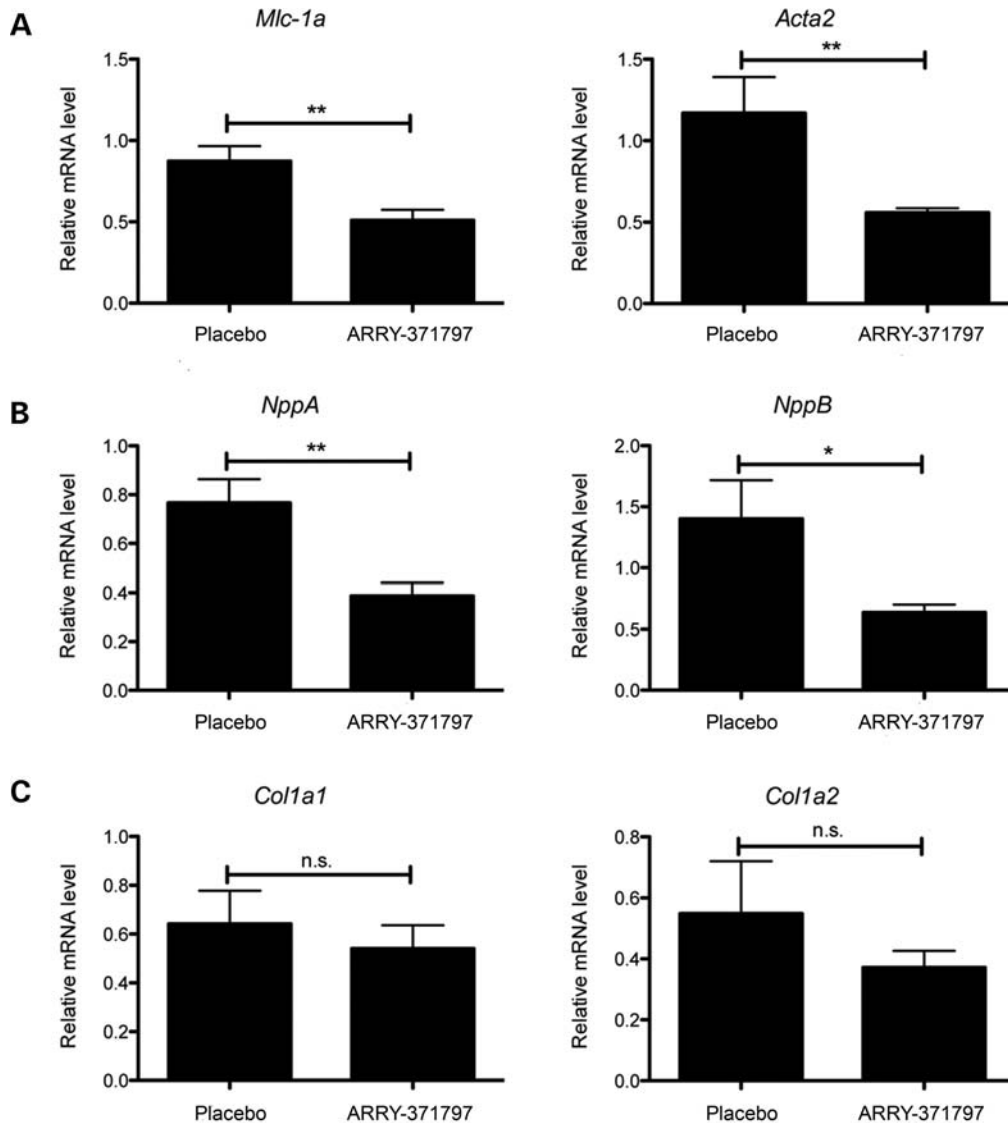 A
Mlc-1a
Relative mRNA level
1.5
1.0
0.5
0.0
**
Placebo ARRY-371797
Acta2
Relative mRNA level
1.5
1.0
0.5
0.0
**
Placebo ARRY-371797
B
NppA
Relative mRNA level
1.0
0.8
0.6
0.4
0.2
0.0
**
Placebo ARRY-371797
NppB
Relative mRNA level
2.0
1.5
1.0
0.5
0.0
*
Placebo ARRY-371797
C
Col1a1
Relative mRNA level
1.0
0.8
0.6
0.4
0.2
0.0
n.s.
Placebo ARRY-371797
Col1a2
Relative mRNA level
0.8
0.6
0.4
0.2
0.0
n.s.
Placebo ARRY-371797